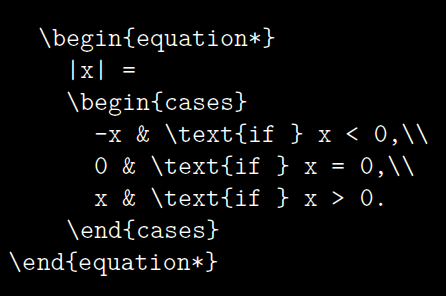 \begin{equation*}
|x| =
\begin{cases}
-x & \text{if } x < 0,\\
0 & \text{if } x = 0,\\
x & \text{if } x > 0.
\end{cases}
\end{equation*}